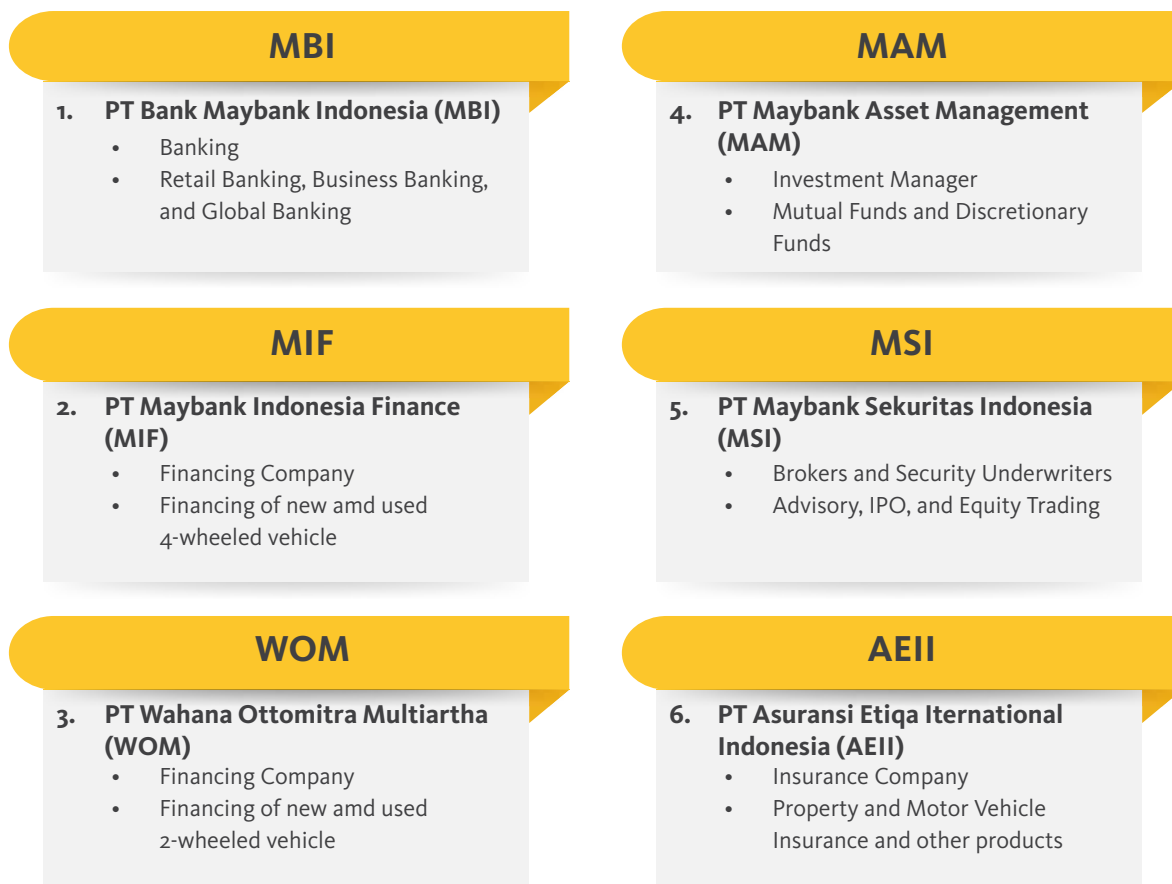 MBI
1. PT Bank Maybank Indonesia (MBI)
• Banking
• Retail Banking, Business Banking,
and Global Banking
MIF
2. PT Maybank Indonesia Finance
(MIF)
• Financing Company
• Financing of new amd used
4-wheeled vehicle
WOM
3. PT Wahana Ottomitra Multiartha
(WOM)
• Financing Company
• Financing of new amd used
2-wheeled vehicle
MAM
4. PT Maybank Asset Management
(MAM)
• Investment Manager
• Mutual Funds and Discretionary
Funds
MSI
5. PT Maybank Sekuritas Indonesia
(MSI)
• Brokers and Security Underwriters
• Advisory, IPO, and Equity Trading
AEII
6. PT Asuransi Etiqa Iternational
Indonesia (AEII)
• Insurance Company
• Property and Motor Vehicle
Insurance and other products